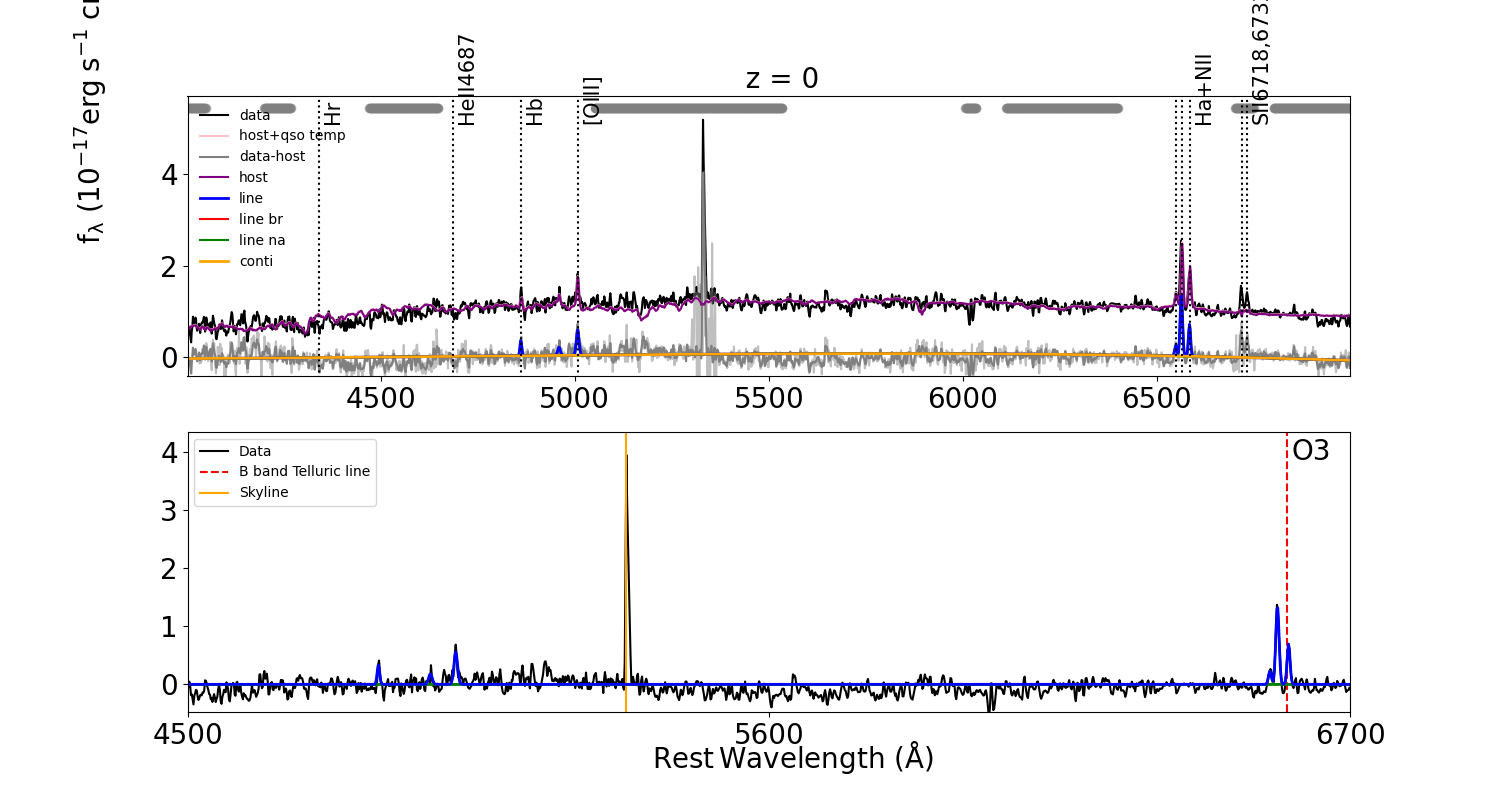 z = 0
f_λ (10^−17 erg s^−1
Hr
HeII4687
Hb
[OIII]
Ha+NII
SII6718,673
data
host+qso temp
data-host
host
line
line br
line na
conti
4
2
0
4500
5000
5500
6000
6500
Data
B band Telluric line
Skyline
O3
4
3
2
1
0
4500
5600
6700
Rest Wavelength (Å)